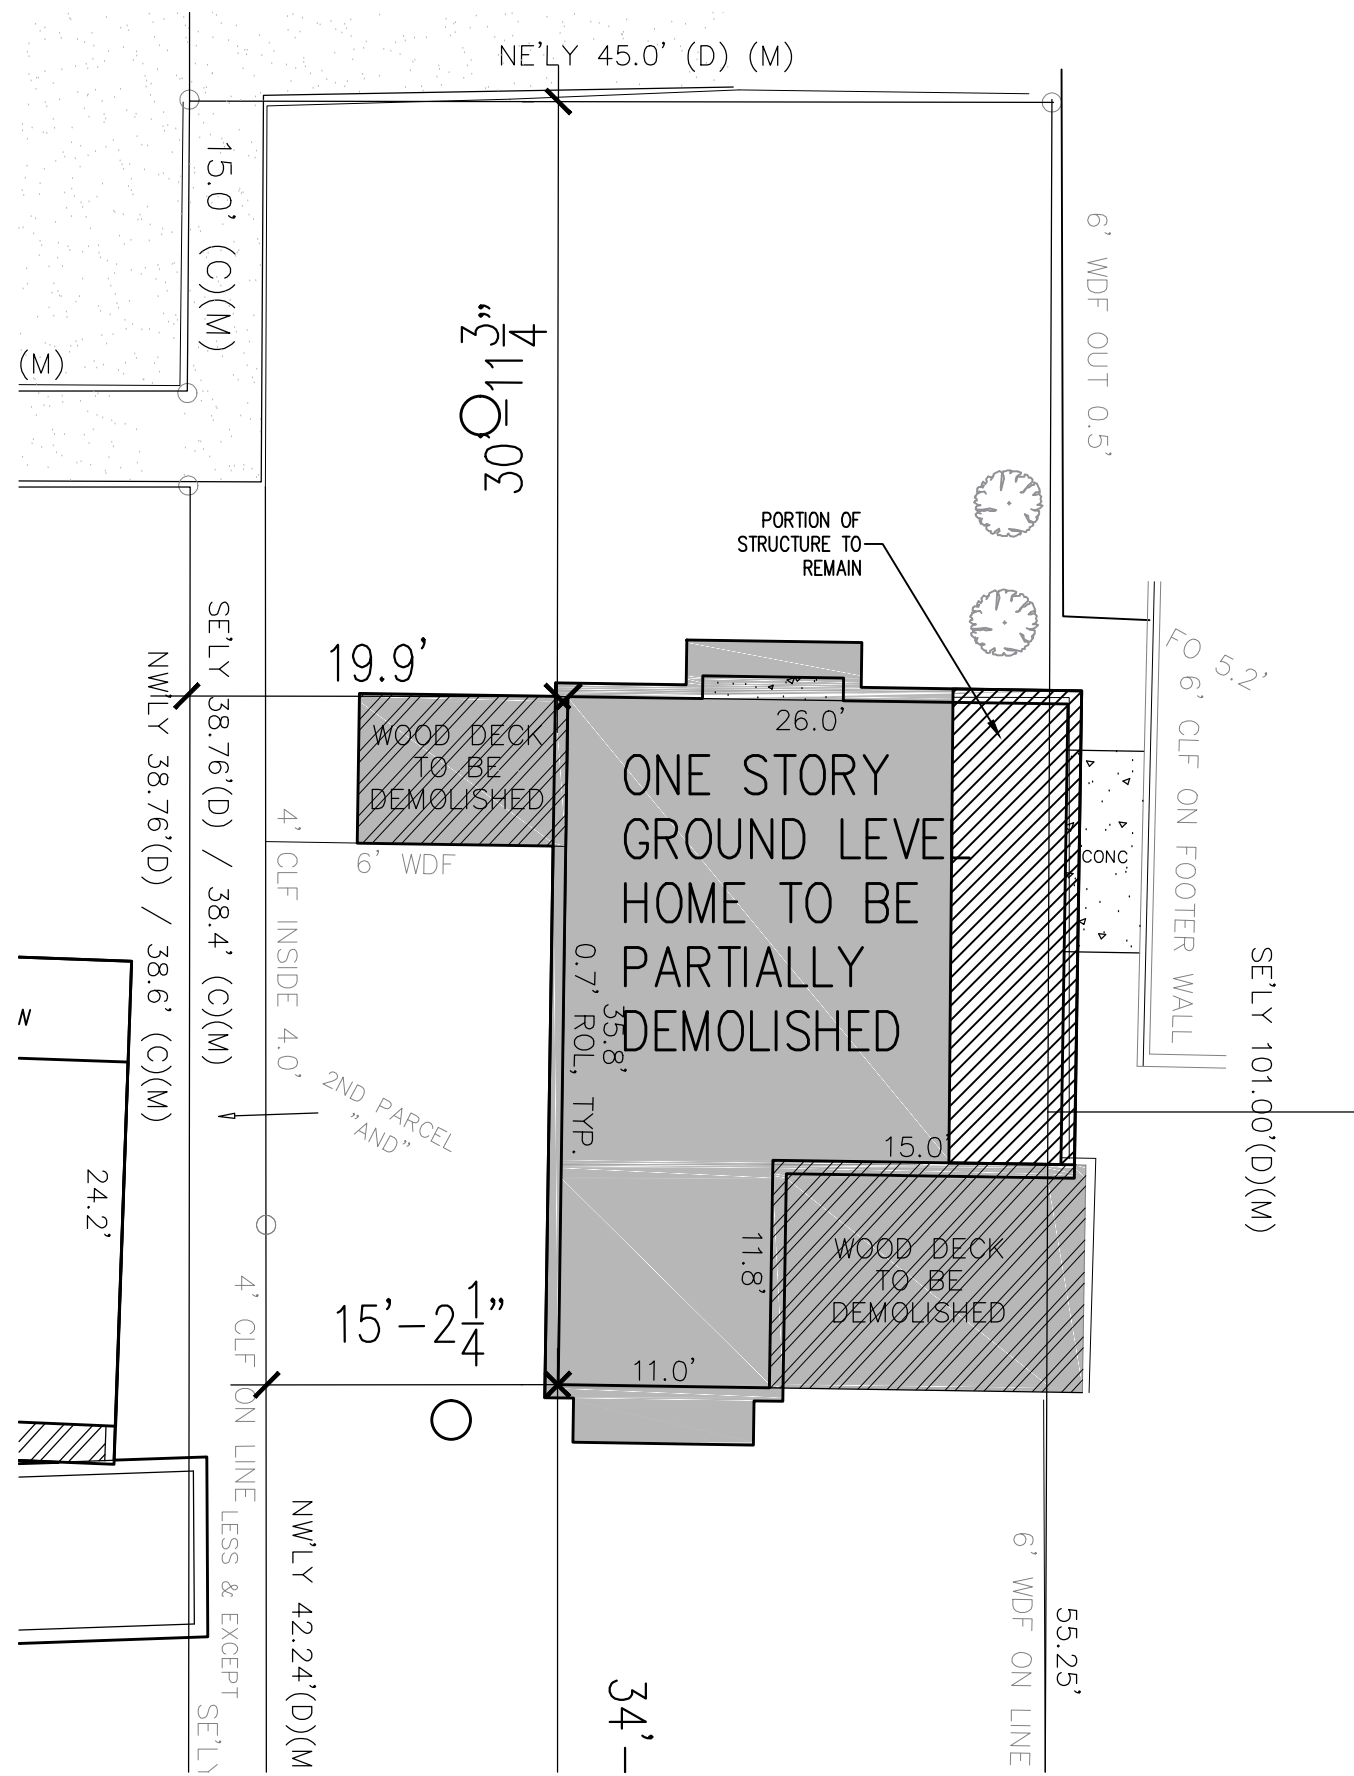 NE'LY 45.0' (D) (M)
15.0' (C)(M)
(M)
30'-11 3/4"
6' WDF OUT 0.5'
PORTION OF
STRUCTURE TO
REMAIN
FO 5.2'
6' CLF ON FOOTER WALL
19.9'
SE'LY 38.76'(D) / 38.4' (C)(M)
NW'LY 38.76'(D) / 38.6' (C)(M)
WOOD DECK
TO BE
DEMOLISHED
26.0'
ONE STORY
GROUND LEVEL
HOME TO BE
PARTIALLY
DEMOLISHED
CONC
4' CLF INSIDE 4.0'
6' WDF
0.7' ROL, TYP.
35.8'
SE'LY 101.00'(D)(M)
N
2ND PARCEL
"AND"
24.2'
15.0'
11.8'
WOOD DECK
TO BE
DEMOLISHED
15'-2 1/4"
11.0'
4' CLF ON LINE
LESS & EXCEPT
NW'LY 42.24'(D)(M
SE'LY
34'-
6' WDF ON LINE
55.25'